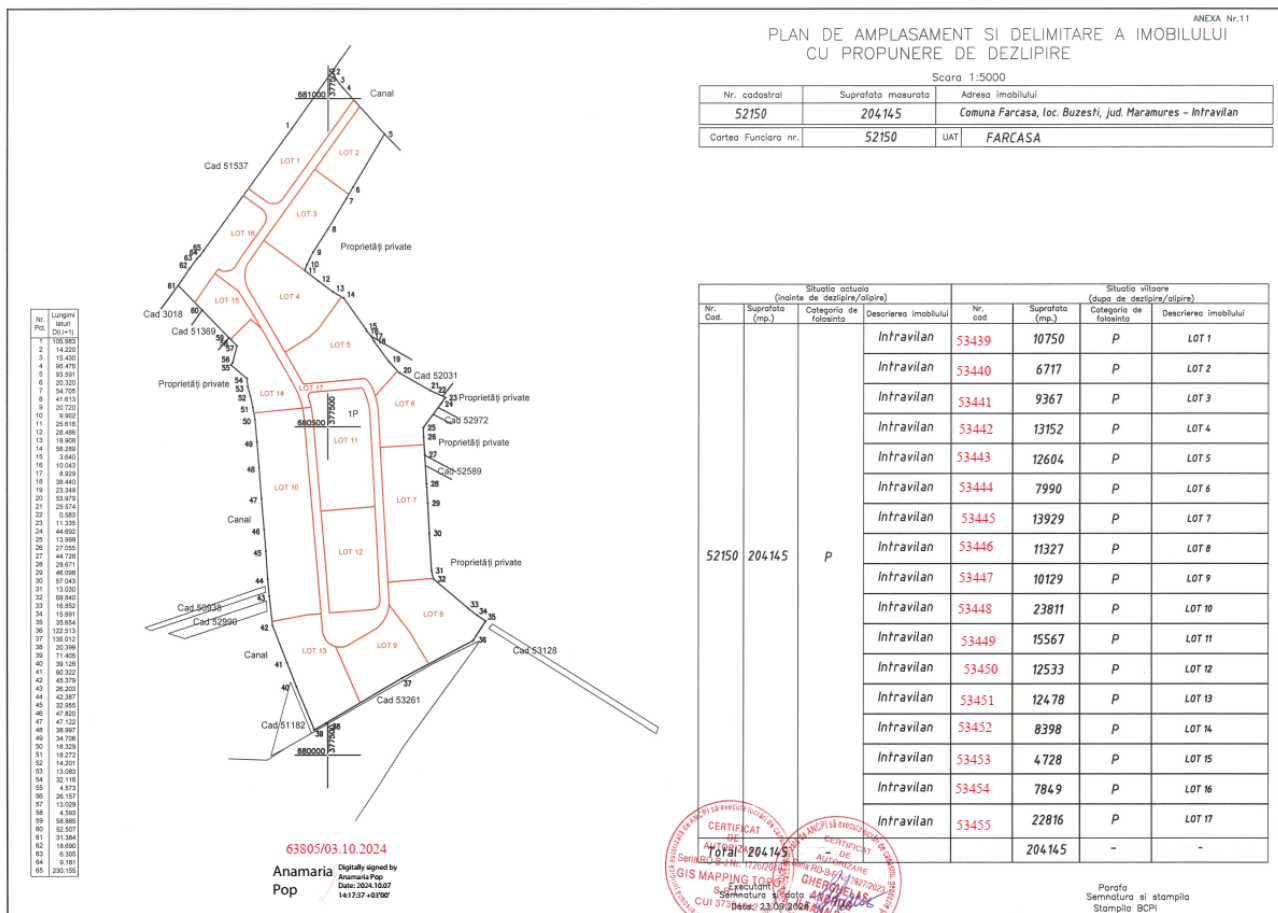 ANEXA Nr.11
PLAN DE AMPLASAMENT SI DELIMITARE A IMOBILULUI
CU PROPUNERE DE DEZLIPIRE
Scara 1:5000
Nr. cadastral Suprafata masurata Adresa imobilului
52150 204145 Comuna Farcasa, loc. Buzesti, jud. Maramures - Intravilan
Cartea Funciara nr. 52150 UAT FARCASA
681000
377500
Canal
Cad 51537
LOT 1
LOT 2
LOT 3
LOT 16
Proprietăți private
LOT 15
LOT 4
Cad 3018
Cad 51369
LOT 5
Proprietăți private
LOT 14
LOT 17
Cad 52031
LOT 6
Proprietăți private
Cad 52972
680500
377500
1P
LOT 11
Proprietăți private
Cad 52589
LOT 10
LOT 7
Canal
LOT 12
Proprietăți private
Cad 50938
Cad 52990
LOT 8
LOT 13
LOT 9
Cad 53128
Canal
Cad 53261
Cad 51182
680000
377500
Nr. Pct. Lungimi laturi D(i,i+1)
1 105.983
2 14.220
3 15.430
4 95.476
5 93.591
6 20.320
7 54.705
8 41.613
9 20.720
10 9.902
11 25.616
12 28.486
13 18.908
14 58.289
15 3.640
16 10.043
17 8.929
18 38.440
19 23.349
20 53.979
21 25.574
22 0.583
23 11.335
24 44.692
25 13.999
26 27.055
27 44.728
28 29.671
29 46.098
30 57.043
31 13.030
32 89.840
33 16.852
34 15.691
35 35.654
36 122.513
37 135.012
38 20.399
39 71.405
40 39.126
41 60.322
42 45.379
43 26.203
44 42.387
45 32.955
46 47.820
47 47.122
48 38.997
49 34.706
50 18.329
51 18.272
52 14.201
53 13.083
54 32.116
55 4.573
56 26.157
57 13.029
58 4.593
59 58.885
60 52.507
61 31.384
62 18.690
63 6.305
64 9.181
65 230.155
Situatia actuala (inainte de dezlipire/alipire) Situatia viitoare (dupa de dezlipire/alipire)
Nr. Cad. Suprafata (mp.) Categoria de folosinta Descrierea imobilului Nr. cad Suprafata (mp.) Categoria de folosinta Descrierea imobilului
52150 204145 P
Intravilan 53439 10750 P LOT 1
Intravilan 53440 6717 P LOT 2
Intravilan 53441 9367 P LOT 3
Intravilan 53442 13152 P LOT 4
Intravilan 53443 12604 P LOT 5
Intravilan 53444 7990 P LOT 6
Intravilan 53445 13929 P LOT 7
Intravilan 53446 11327 P LOT 8
Intravilan 53447 10129 P LOT 9
Intravilan 53448 23811 P LOT 10
Intravilan 53449 15567 P LOT 11
Intravilan 53450 12533 P LOT 12
Intravilan 53451 12478 P LOT 13
Intravilan 53452 8398 P LOT 14
Intravilan 53453 4728 P LOT 15
Intravilan 53454 7849 P LOT 16
Intravilan 53455 22816 P LOT 17
Total 204145 - 204145 - -
63805/03.10.2024
Anamaria Pop
Digitally signed by
Anamaria Pop
Date: 2024.10.07
14:17:37 +03'00'
CERTIFICAT
DE
AUTORIZARE
GIS MAPPING TOPO
CERTIFICAT
DE
AUTORIZARE
GHERGHELAS
Executant
Semnatura si data
Parafa
Semnatura si stampila
Stampila BCPI